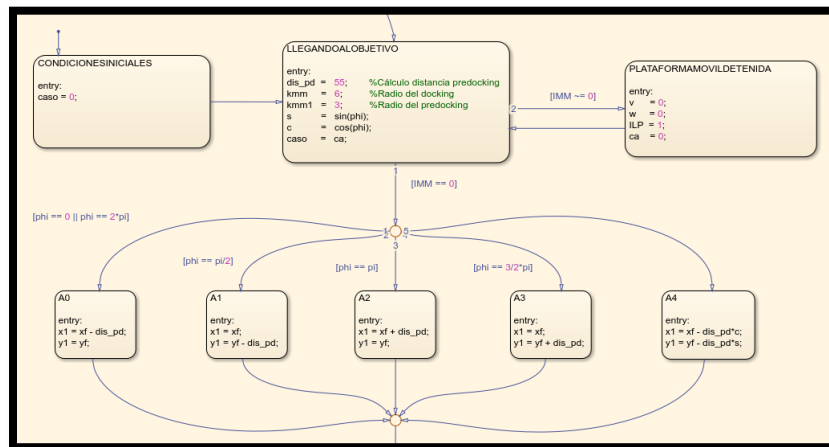 CONDICIONESINICIALES
entry:
caso = 0;
LLEGANDOALOBJETIVO
entry:
dis_pd = 55; %Cálculo distancia predocking
kmm = 6; %Radio del docking
kmm1 = 3; %Radio del predocking
s = sin(phi);
c = cos(phi);
caso = ca;
PLATAFORMAMOVILDETENIDA
entry:
v = 0;
w = 0;
ILP = 1;
ca = 0;
2
[IMM ~= 0]
1
[IMM == 0]
[phi == 0 || phi == 2*pi]
1
2
3
5
[phi == pi/2]
[phi == pi]
[phi == 3/2*pi]
A0
entry:
x1 = xf - dis_pd;
y1 = yf;
A1
entry:
x1 = xf;
y1 = yf - dis_pd;
A2
entry:
x1 = xf + dis_pd;
y1 = yf;
A3
entry:
x1 = xf;
y1 = yf + dis_pd;
A4
entry:
x1 = xf - dis_pd*c;
y1 = yf - dis_pd*s;